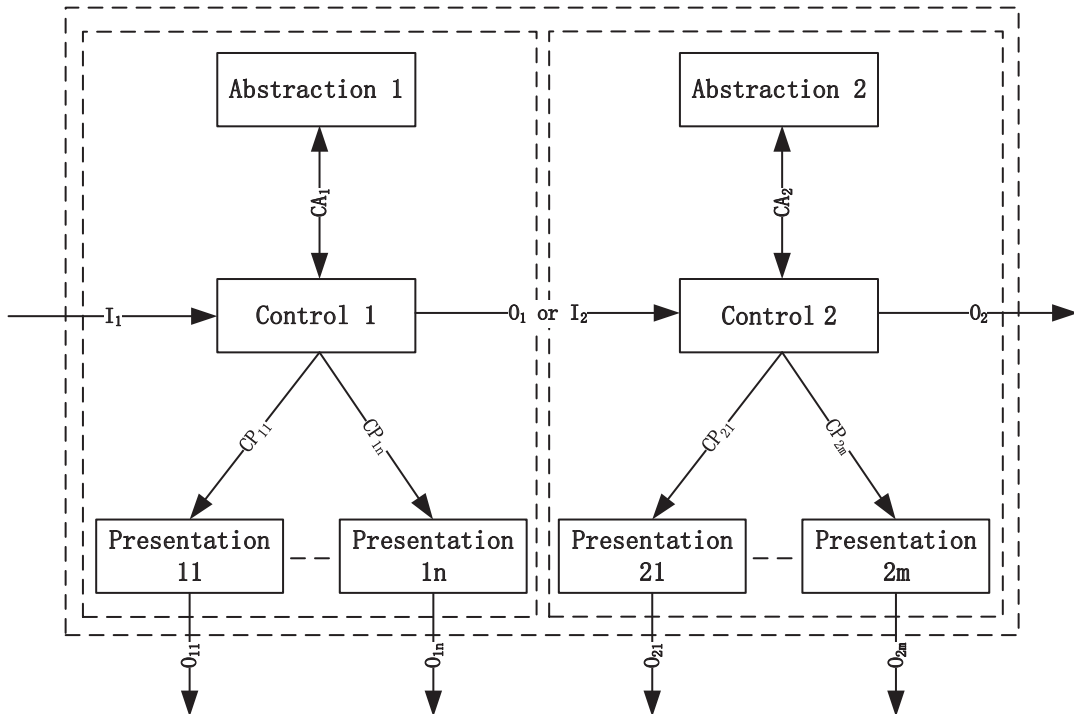 Abstraction 1
Abstraction 2
CA₁
CA₂
I₁
Control 1
O₁ or I₂
Control 2
O₂
CP₁₁
CP₁ₙ
CP₂₁
CP₂ₘ
Presentation
11
Presentation
1n
Presentation
21
Presentation
2m
O₁₁
O₁ₙ
O₂₁
O₂ₘ